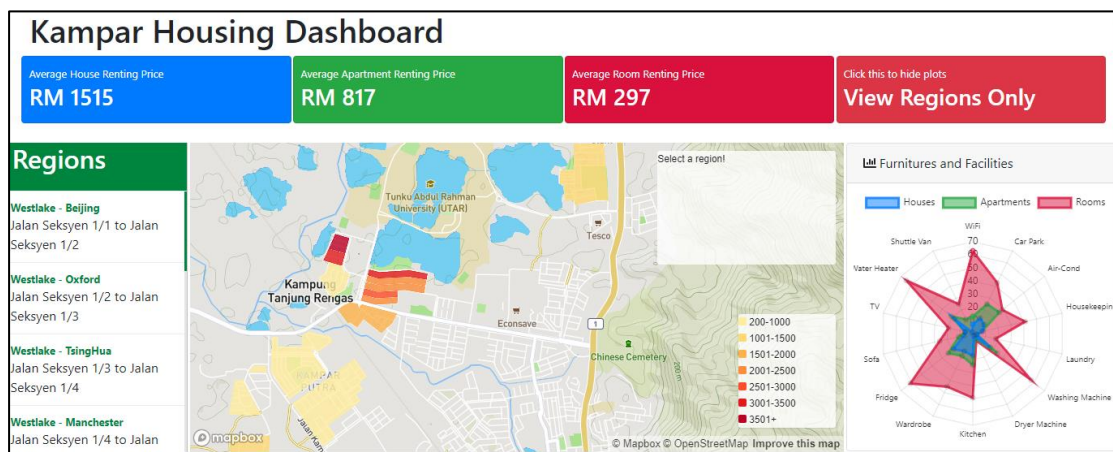 Kampar Housing Dashboard
Average House Renting Price
RM 1515
Average Apartment Renting Price
RM 817
Average Room Renting Price
RM 297
Click this to hide plots
View Regions Only
Regions
Westlake - Beijing
Jalan Seksyen 1/1 to Jalan
Seksyen 1/2
Westlake - Oxford
Jalan Seksyen 1/2 to Jalan
Seksyen 1/3
Westlake - TsingHua
Jalan Seksyen 1/3 to Jalan
Seksyen 1/4
Westlake - Manchester
Jalan Seksyen 1/4 to Jalan
Tunku Abdul Rahman
University (UTAR)
Tesco
Kampung
Tanjung Rengas
Econsave
1
Chinese Cemetery
200 m
KAMPAR
PUTRA
Jalan Kam
Select a region!
200-1000
1001-1500
1501-2000
2001-2500
2501-3000
3001-3500
3501+
mapbox
© Mapbox © OpenStreetMap Improve this map
Furnitures and Facilities
Houses
Apartments
Rooms
WiFi
Car Park
Air-Cond
Housekeepin
Laundry
Washing Machine
Dryer Machine
Kitchen
Wardrobe
Fridge
Sofa
TV
Water Heater
Shuttle Van
70
60
50
40
30
20